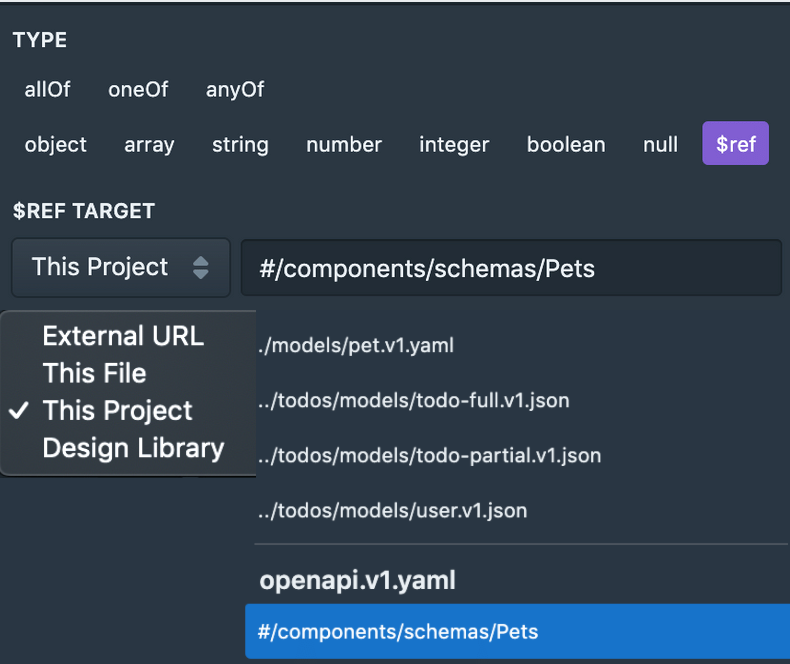 TYPE
allOf oneOf anyOf
object array string number integer boolean null $ref
$REF TARGET
This Project #/components/schemas/Pets
External URL
This File
This Project
Design Library
./models/pet.v1.yaml
../todos/models/todo-full.v1.json
../todos/models/todo-partial.v1.json
../todos/models/user.v1.json
openapi.v1.yaml
#/components/schemas/Pets